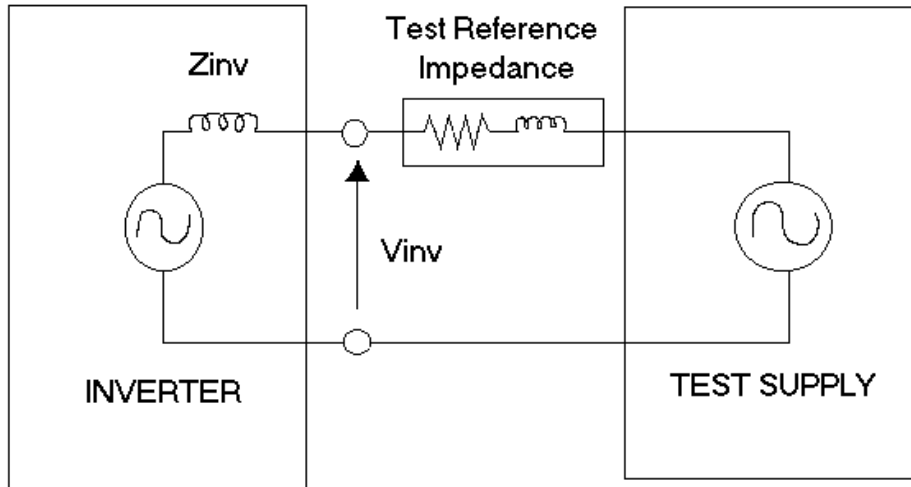 Test Reference
Impedance
Zinv
Vinv
INVERTER
TEST SUPPLY